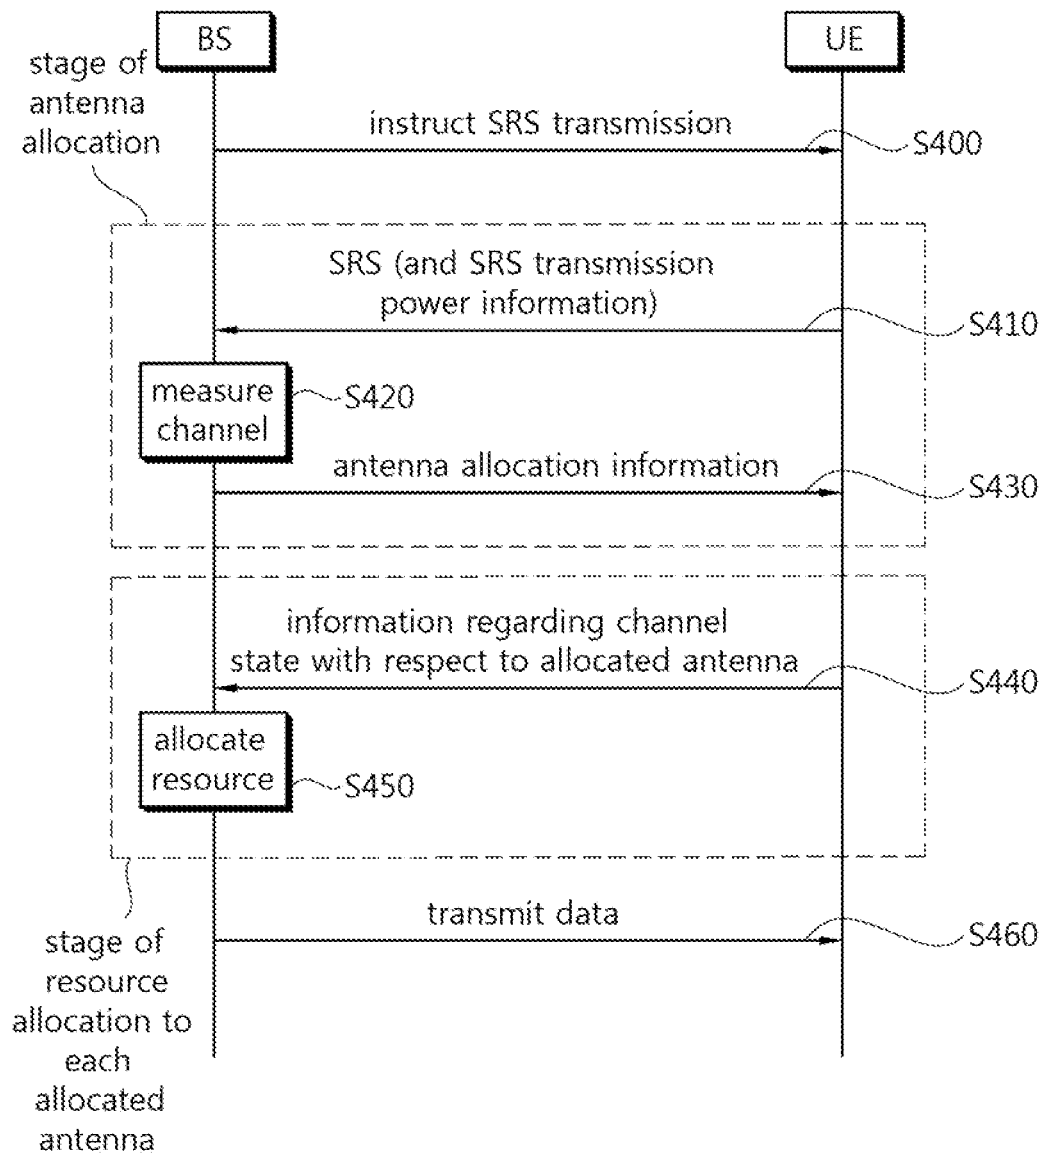 BS
UE
stage of
antenna
allocation
instruct SRS transmission
S400
SRS (and SRS transmission
power information)
S410
measure
channel
S420
antenna allocation information
S430
information regarding channel
state with respect to allocated antenna
S440
allocate
resource
S450
transmit data
S460
stage of
resource
allocation to
each
allocated
antenna